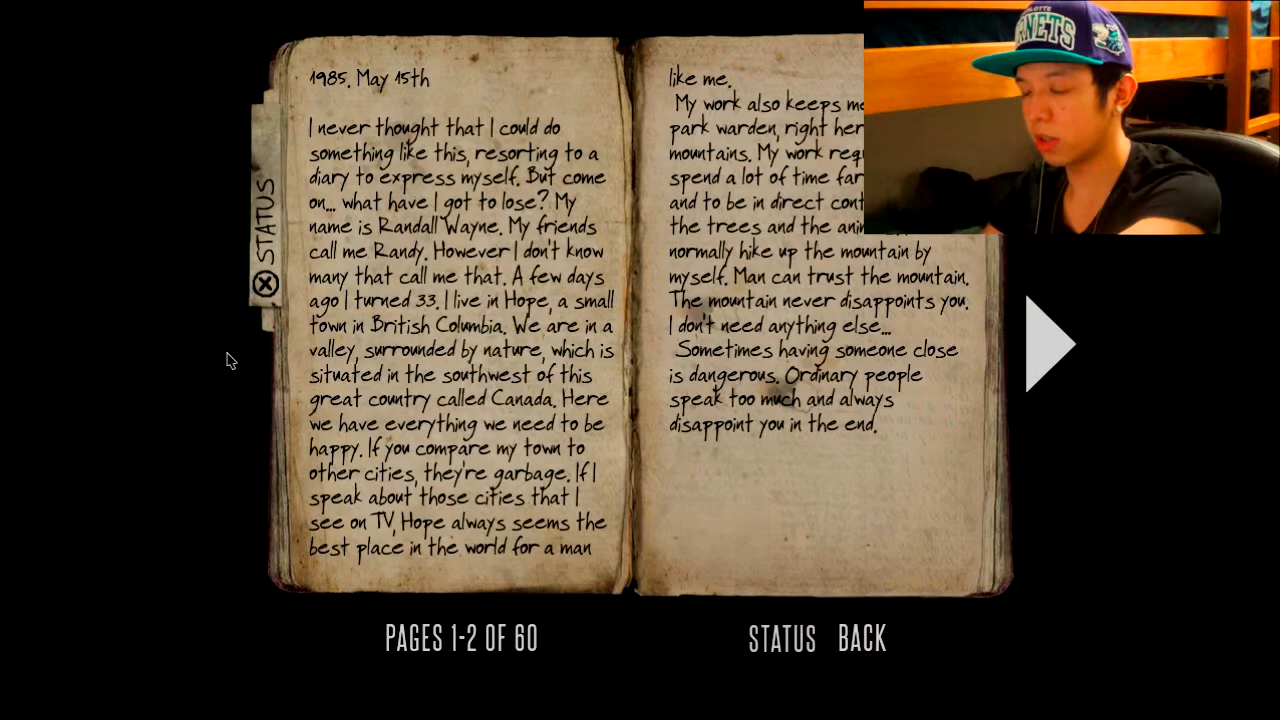 1985. May 15th
I never thought that I could do
something like this, resorting to a
diary to express myself. But come
on... what have I got to lose? My
name is Randall Wayne. My friends
call me Randy. However I don't know
many that call me that. A few days
ago I turned 33. I live in Hope, a small
town in British Columbia. We are in a
valley, surrounded by nature, which is
situated in the southwest of this
great country called Canada. Here
we have everything we need to be
happy. If you compare my town to
other cities, they're garbage. If I
speak about those cities that I
see on TV, Hope always seems the
best place in the world for a man
like me.
My work also keeps me
park warden, right
mountains. My work
spend a lot of time
and to be in direct
the trees and the
normally hike up the mountain by
myself. Man can trust the mountain.
The mountain never disappoints you.
I don't need anything else...
Sometimes having someone close
is dangerous. Ordinary people
speak too much and always
disappoint you in the end.
STATUS
PAGES 1-2 OF 60
STATUS BACK